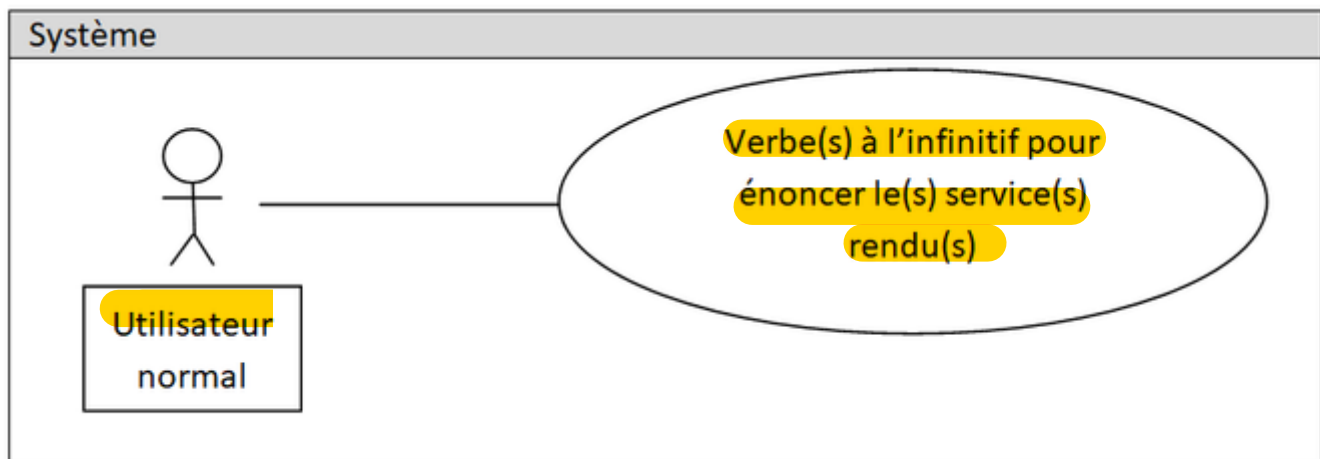 Système
Verbe(s) à l’infinitif pour
énoncer le(s) service(s)
rendu(s)
Utilisateur
normal